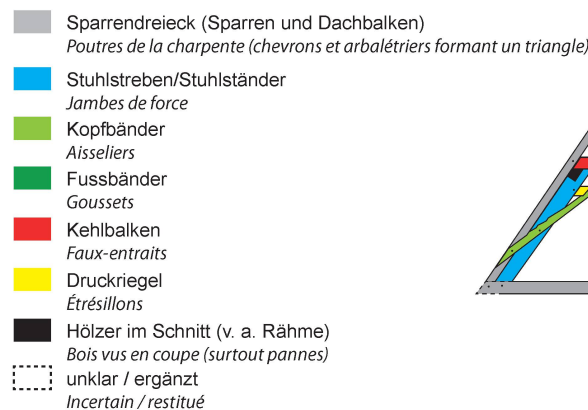 Sparrendreieck (Sparren und Dachbalken)
Poutres de la charpente (chevrons et arbalétriers formant un triangle)
Stuhlstreben/Stuhlständer
Jambes de force
Kopfbänder
Aisseliers
Fussbänder
Goussets
Kehlbalken
Faux-entraits
Druckriegel
Étrésillons
Hölzer im Schnitt (v. a. Rähme)
Bois vus en coupe (surtout pannes)
unklar / ergänzt
Incertain / restitué